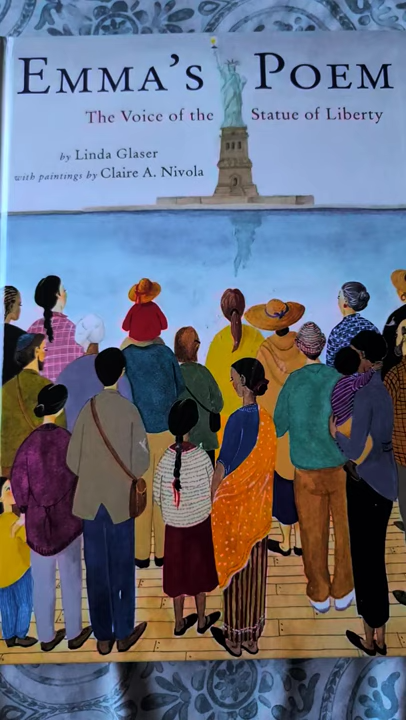 EMMA'S POEM
The Voice of the Statue of Liberty
by Linda Glaser
with paintings by Claire A. Nivola